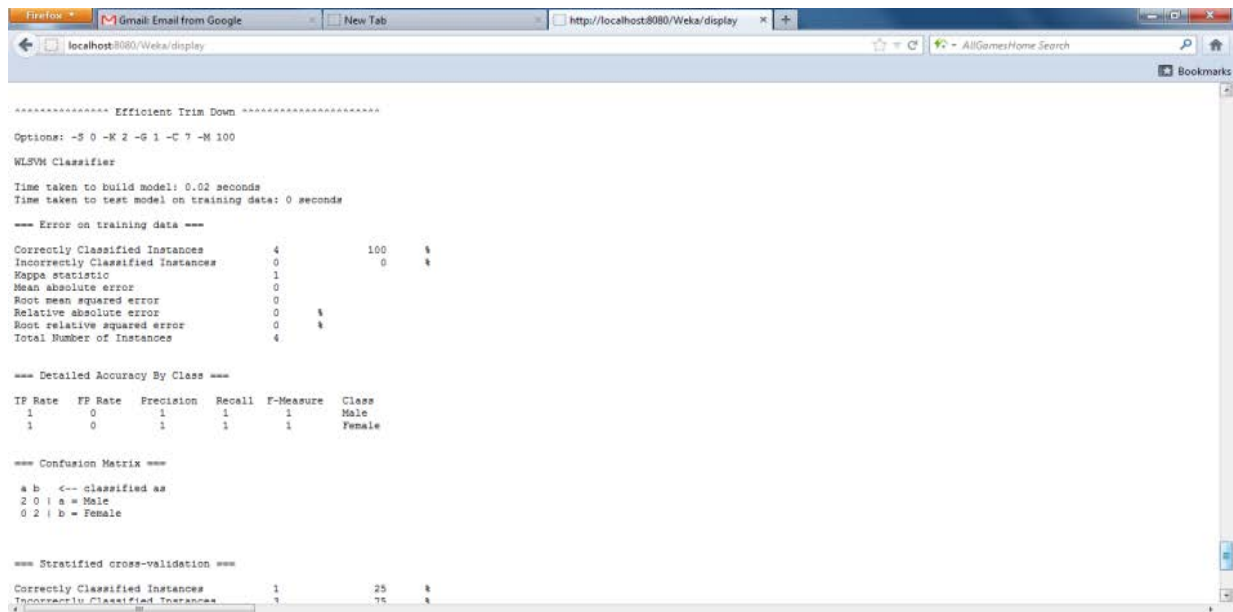 Firefox
Gmail: Email from Google
New Tab
http://localhost:8080/Weka/display
localhost:8080/Weka/display
AllGamesHome Search
Bookmarks
^^^^^^^^^^^^^^^ Efficient Trim Down ^^^^^^^^^^^^^^^^^^^^^^
Options: -S 0 -K 2 -G 1 -C 7 -M 100
WLSVM Classifier
Time taken to build model: 0.02 seconds
Time taken to test model on training data: 0 seconds
=== Error on training data ===
Correctly Classified Instances 4 100 %
Incorrectly Classified Instances 0 0 %
Kappa statistic 1
Mean absolute error 0
Root mean squared error 0
Relative absolute error 0 %
Root relative squared error 0 %
Total Number of Instances 4
=== Detailed Accuracy By Class ===
TP Rate FP Rate Precision Recall F-Measure Class
1 0 1 1 1 Male
1 0 1 1 1 Female
=== Confusion Matrix ===
a b <-- classified as
2 0 | a = Male
0 2 | b = Female
=== Stratified cross-validation ===
Correctly Classified Instances 1 25 %
Incorrectly Classified Instances 3 75 %